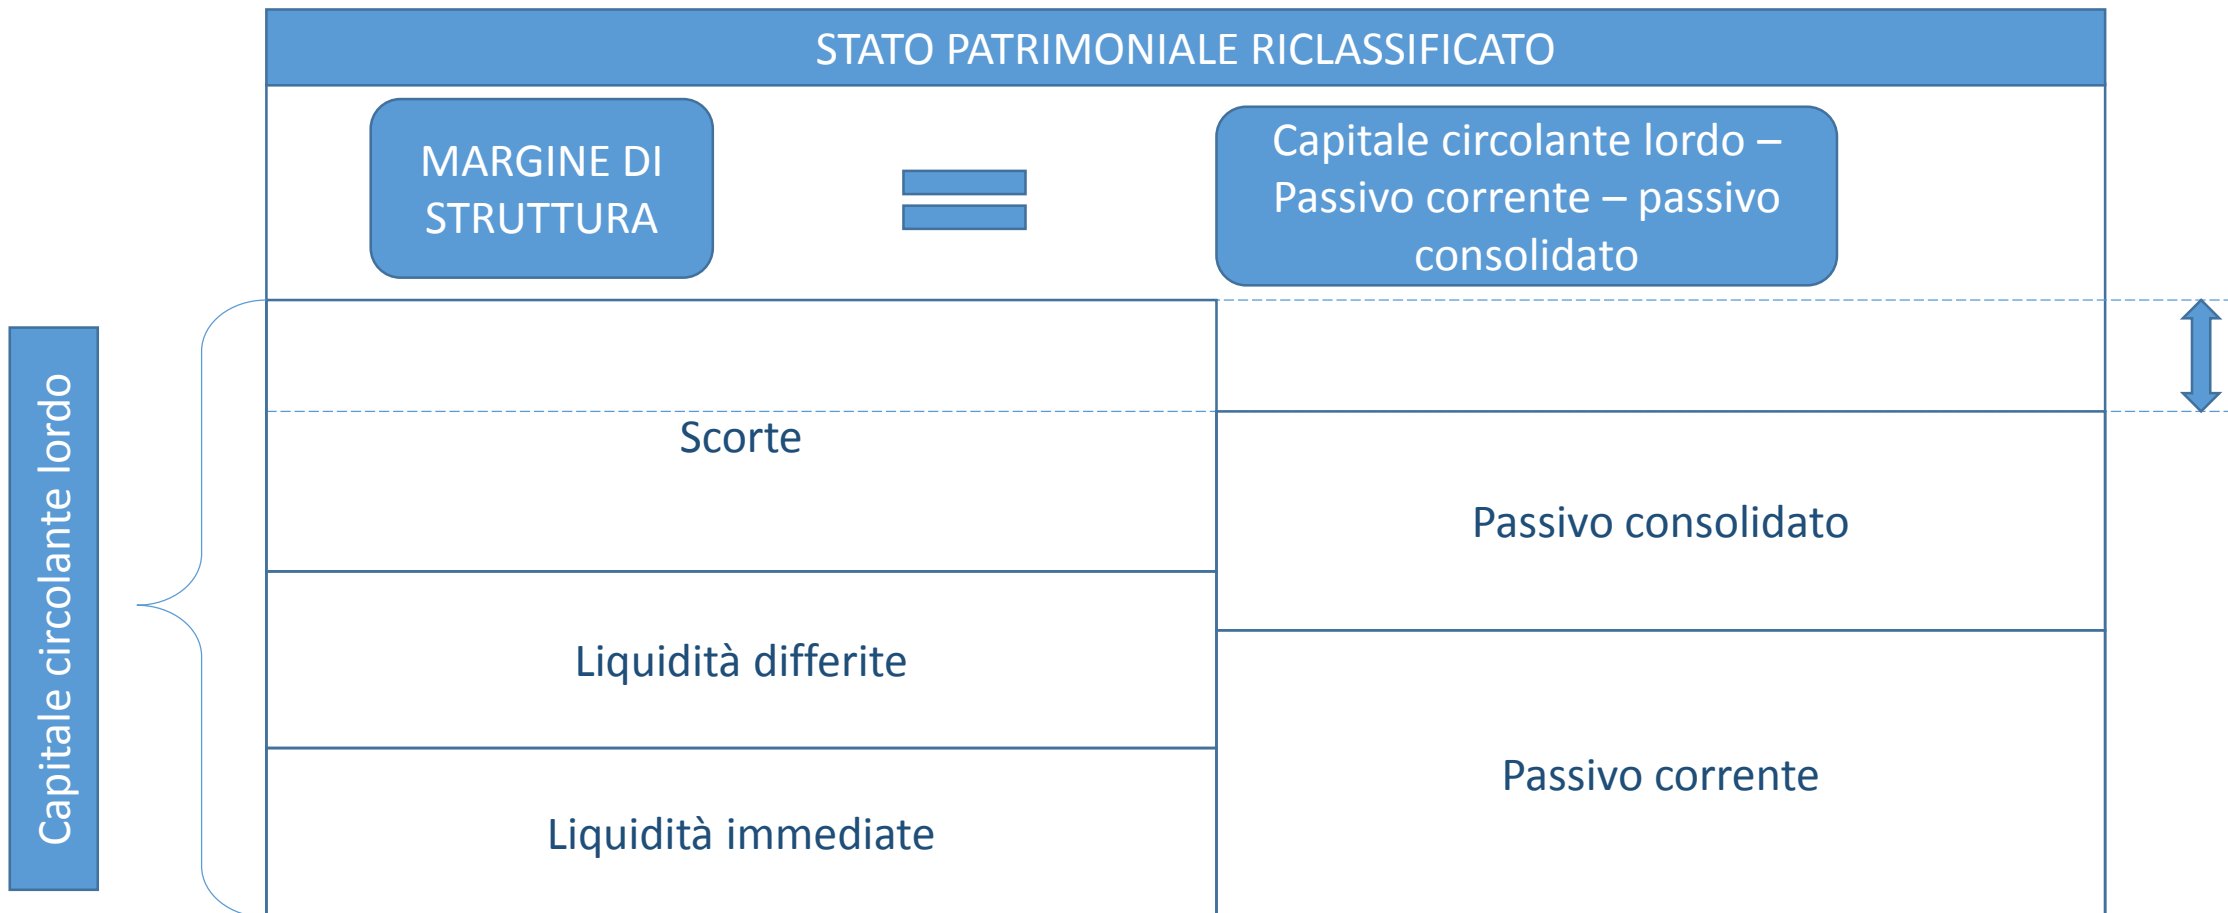 STATO PATRIMONIALE RICLASSIFICATO
MARGINE DI
STRUTTURA
Capitale circolante lordo –
Passivo corrente – passivo
consolidato
Capitale circolante lordo
Scorte
Passivo consolidato
Liquidità differite
Passivo corrente
Liquidità immediate